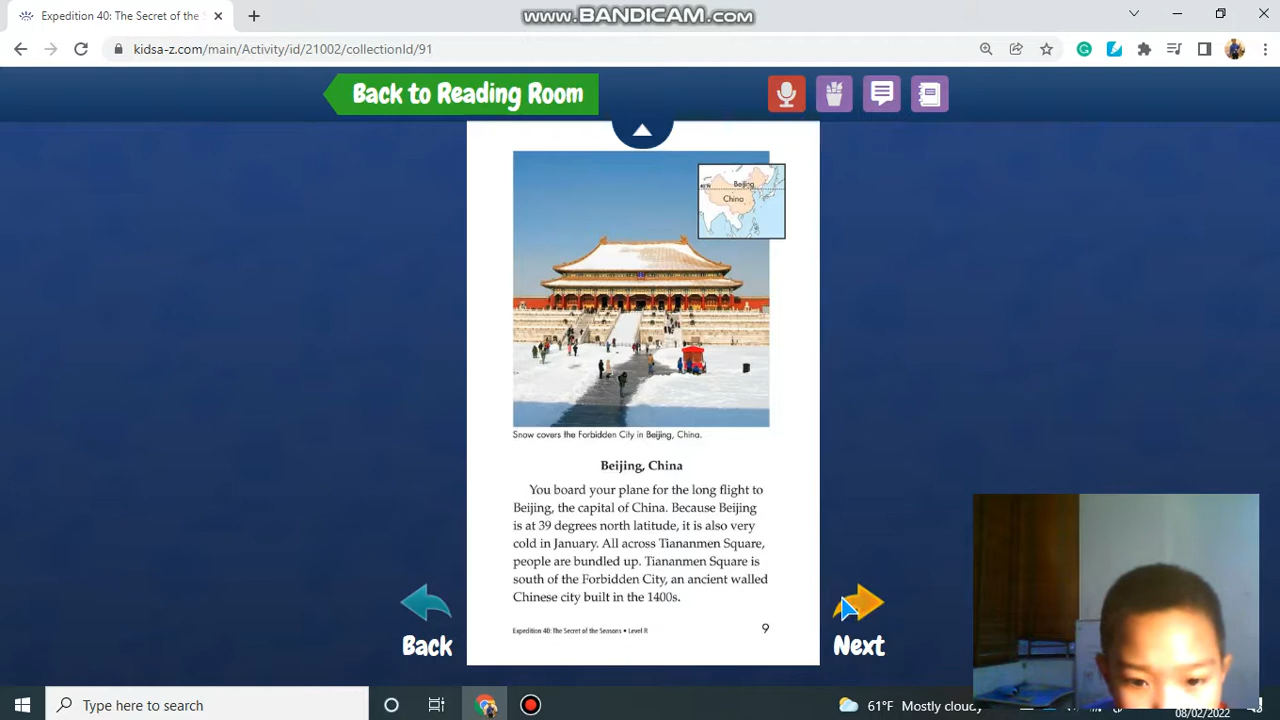 www.BANDICAM.com
Expedition 40: The Secret of the S
kidsa-z.com/main/Activity/id/21002/collectionId/91
Back to Reading Room
Beijing
40°N
China
Snow covers the Forbidden City in Beijing, China.
Beijing, China
You board your plane for the long flight to
Beijing, the capital of China. Because Beijing
is at 39 degrees north latitude, it is also very
cold in January. All across Tiananmen Square,
people are bundled up. Tiananmen Square is
south of the Forbidden City, an ancient walled
Chinese city built in the 1400s.
Expedition 40: The Secret of the Seasons • Level R
9
Back
Next
Type here to search
61°F Mostly cloudy
08/02/2022